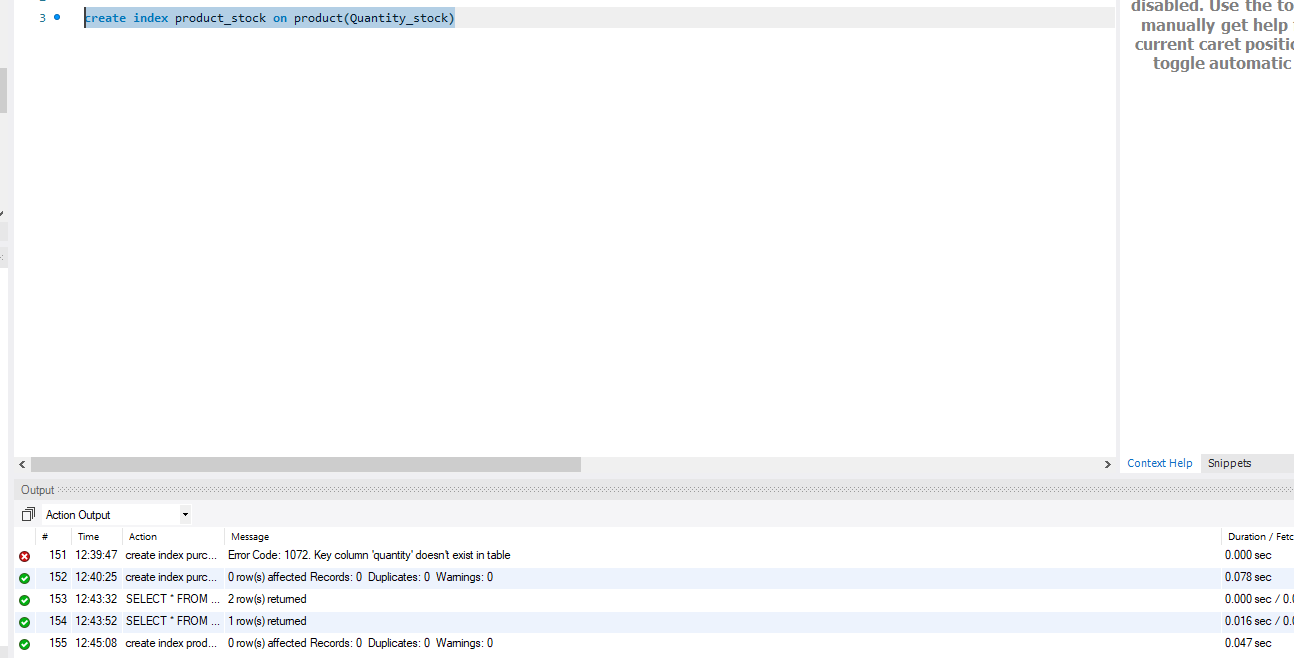 disabled. Use the to
manually get help
current caret positi
toggle automatic
3 create index product_stock on product(Quantity_stock)
Context Help Snippets
Output
Action Output
# Time Action Message Duration / Fetc
151 12:39:47 create index purc... Error Code: 1072. Key column 'quantity' doesn't exist in table 0.000 sec
152 12:40:25 create index purc... 0 row(s) affected Records: 0 Duplicates: 0 Warnings: 0 0.078 sec
153 12:43:32 SELECT * FROM ... 2 row(s) returned 0.000 sec / 0.0
154 12:43:52 SELECT * FROM ... 1 row(s) returned 0.016 sec / 0.0
155 12:45:08 create index prod... 0 row(s) affected Records: 0 Duplicates: 0 Warnings: 0 0.047 sec